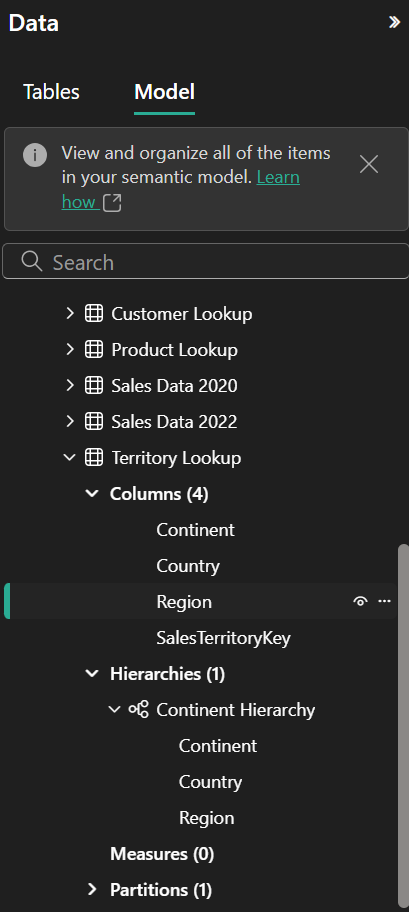 Data
Tables Model
View and organize all of the items
in your semantic model. Learn
how
Search
Customer Lookup
Product Lookup
Sales Data 2020
Sales Data 2022
Territory Lookup
Columns (4)
Continent
Country
Region
SalesTerritoryKey
Hierarchies (1)
Continent Hierarchy
Continent
Country
Region
Measures (0)
Partitions (1)